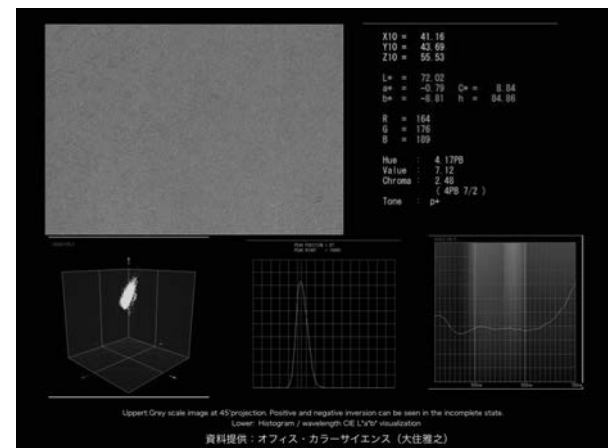 X10 = 41.16
Y10 = 43.69
Z10 = 55.53
L* = 72.02
a* = -0.79 C* = 8.84
b* = -8.81 h = 84.86
R = 164
G = 176
B = 189
Hue : 4.17PB
Value : 7.12
Chroma : 2.48
( 4PB 7/2 )
Tone : p+
Uppert:Grey scale image at 45°projection. Positive and negative inversion can be seen in the incomplete state.
Lower: Histogram / wavelength CIE L*a*b* visualization
資料提供：オフィス・カラーサイエンス（大住雅之）